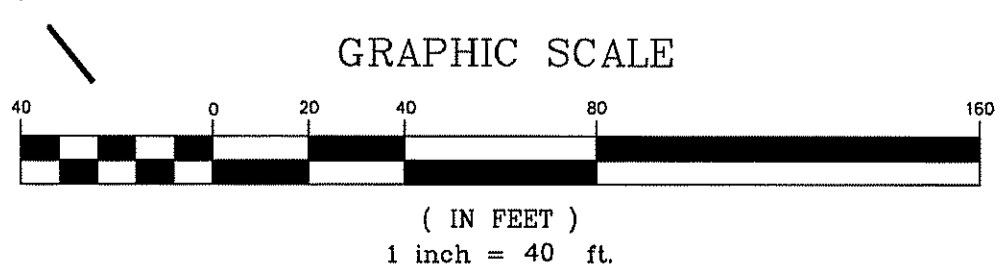 GRAPHIC SCALE
40 0 20 40 80 160
( IN FEET )
1 inch = 40 ft.